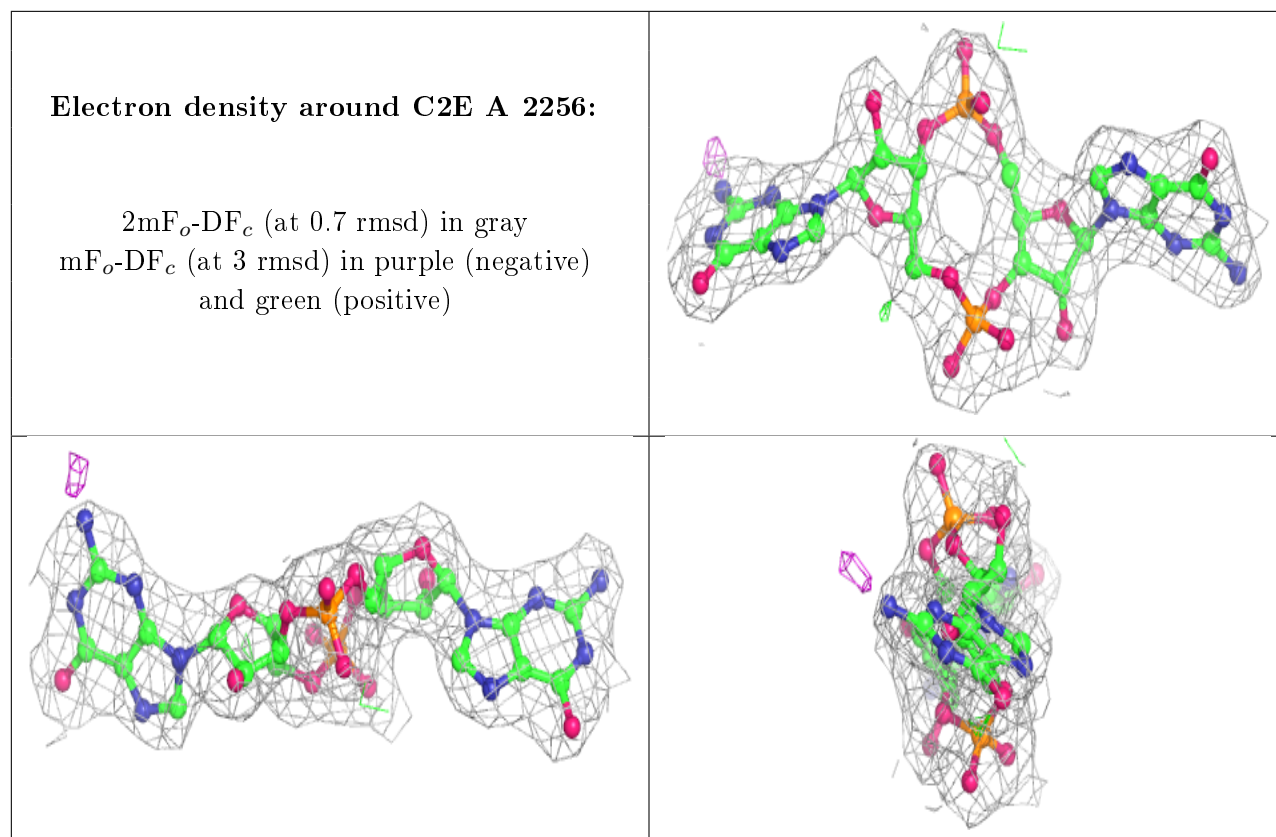 Electron density around C2E A 2256:
2mFₒ-DF𝒸 (at 0.7 rmsd) in gray
mFₒ-DF𝒸 (at 3 rmsd) in purple (negative)
and green (positive)